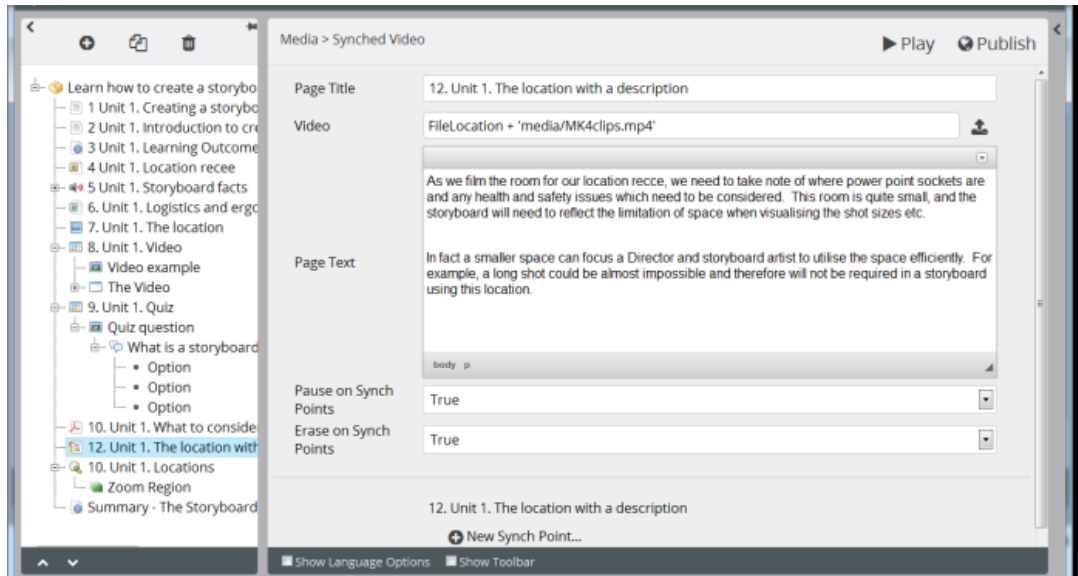 Media > Synched Video
Play
Publish
Learn how to create a storybo
1 Unit 1. Creating a storybo
2 Unit 1. Introduction to cre
3 Unit 1. Learning Outcome
4 Unit 1. Location recee
5 Unit 1. Storyboard facts
6. Unit 1. Logistics and ergo
7. Unit 1. The location
8. Unit 1. Video
Video example
The Video
9. Unit 1. Quiz
Quiz question
What is a storyboard
Option
Option
Option
10. Unit 1. What to conside
12. Unit 1. The location with
10. Unit 1. Locations
Zoom Region
Summary - The Storyboard
Page Title
12. Unit 1. The location with a description
Video
FileLocation + 'media/MK4clips.mp4'
Page Text
As we film the room for our location recce, we need to take note of where power point sockets are
and any health and safety issues which need to be considered. This room is quite small, and the
storyboard will need to reflect the limitation of space when visualising the shot sizes etc.
In fact a smaller space can focus a Director and storyboard artist to utilise the space efficiently. For
example, a long shot could be almost impossible and therefore will not be required in a storyboard
using this location.
body p
Pause on Synch
Points
True
Erase on Synch
Points
True
12. Unit 1. The location with a description
New Synch Point...
Show Language Options
Show Toolbar